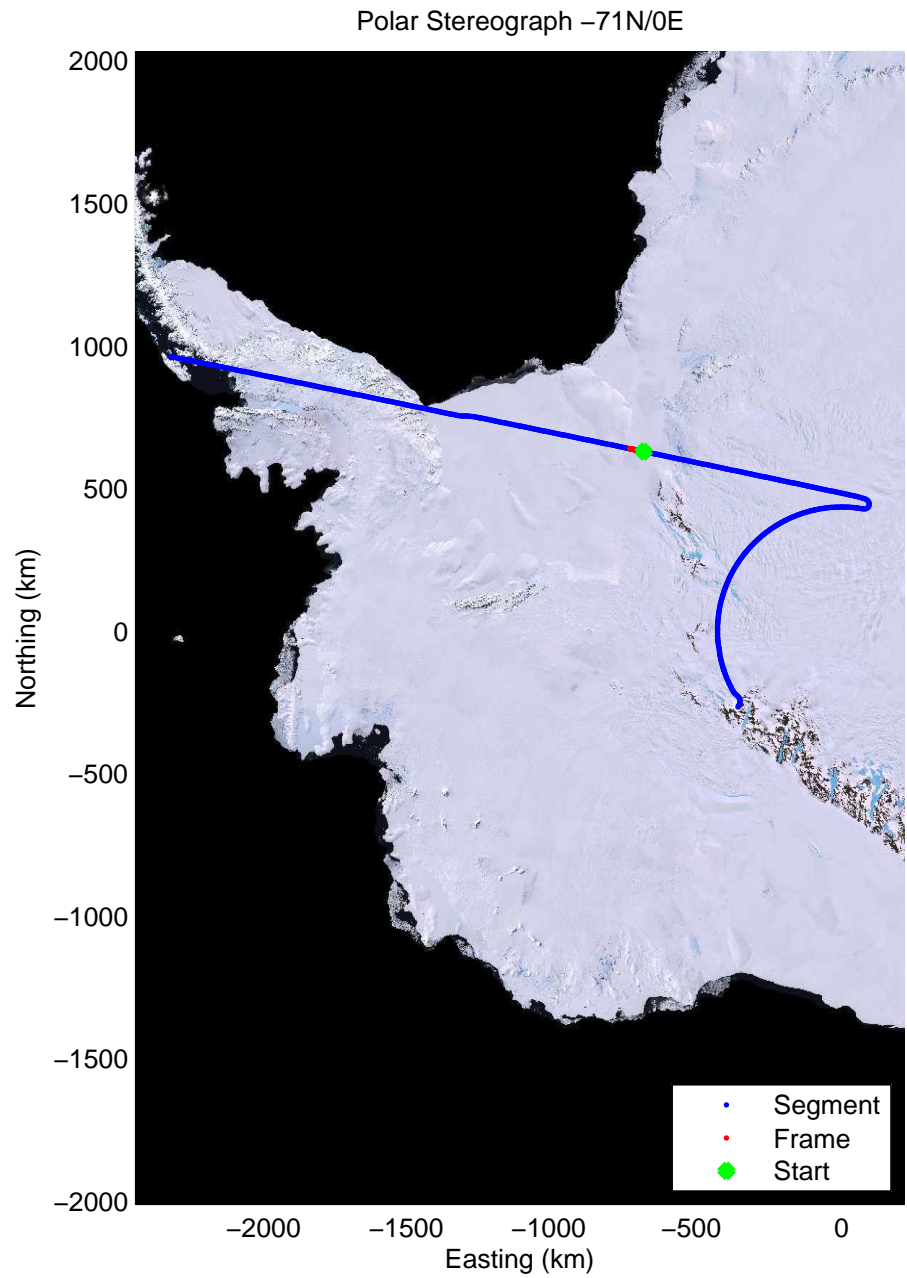 Polar Stereograph −71N/0E
2000
1500
1000
500
0
−500
−1000
−1500
−2000
Northing (km)
−2000 −1500 −1000 −500 0
Easting (km)
Segment
Frame
Start